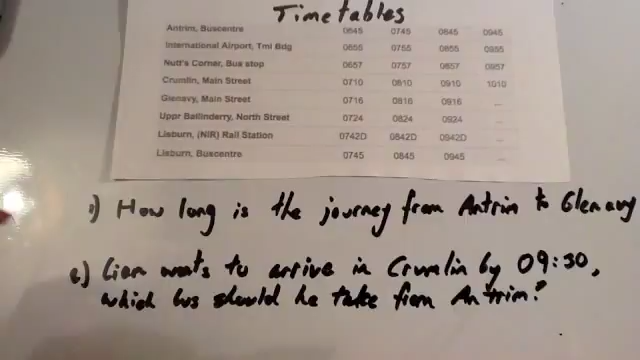 Timetables
Antrim, Buscentre 0645 0745 0845 0945
International Airport, Tml Bdg 0655 0755 0855 0955
Nutt's Corner, Bus stop 0657 0757 0857 0957
Crumlin, Main Street 0710 0810 0910 1010
Glenavy, Main Street 0716 0816 0916 ...
Uppr Ballinderry, North Street 0724 0824 0924 ...
Lisburn, (NIR) Rail Station 0742D 0842D 0942D ...
Lisburn, Buscentre 0745 0845 0945 ...
1) How long is the journey from Antrim to Glenavy
2) Liam wants to arrive in Crumlin by 09:30,
which bus should he take from Antrim?